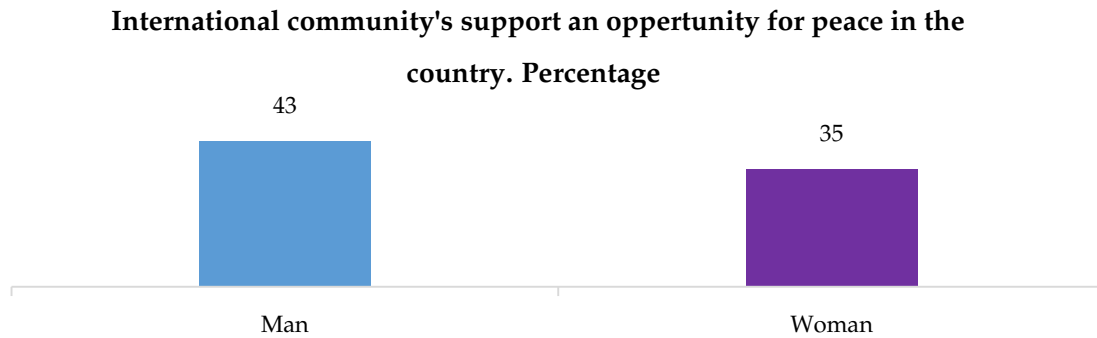 International community's support an oppertunity for peace in the
country. Percentage
43
35
Man
Woman